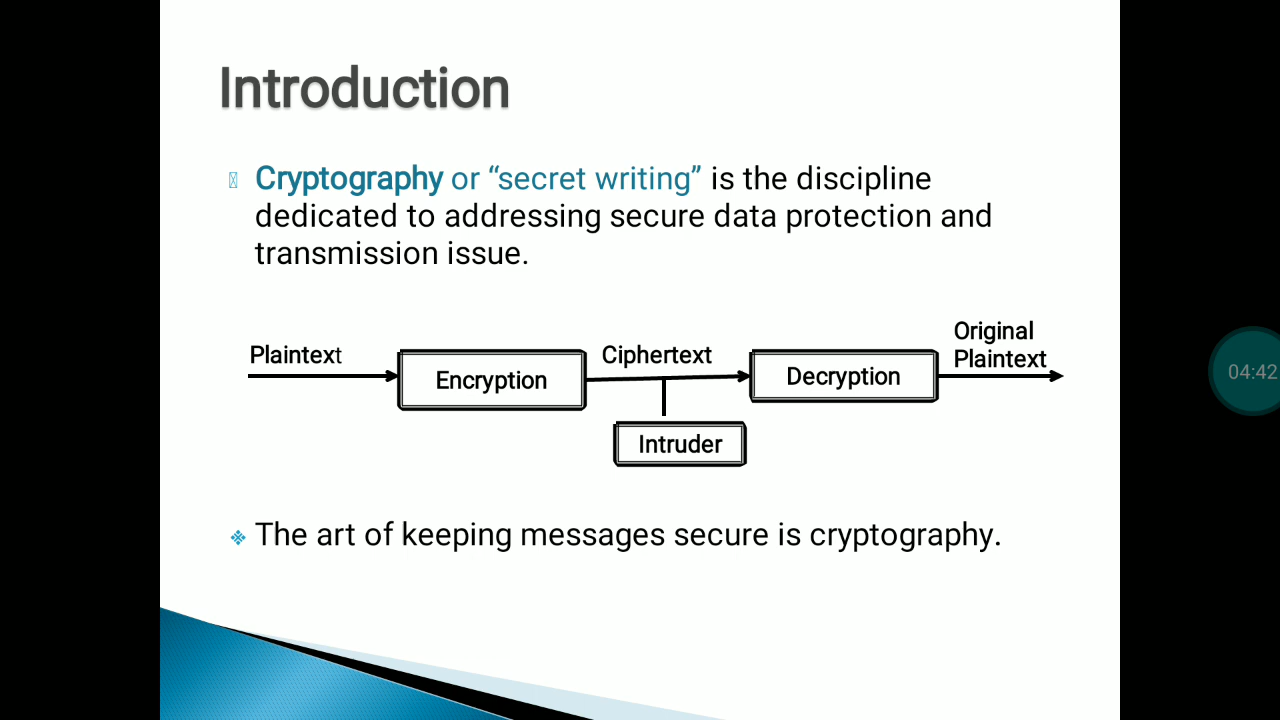 Introduction
Cryptography or “secret writing” is the discipline
dedicated to addressing secure data protection and
transmission issue.
Original
Plaintext
Plaintext
Ciphertext
Encryption
Decryption
Intruder
04:42
The art of keeping messages secure is cryptography.